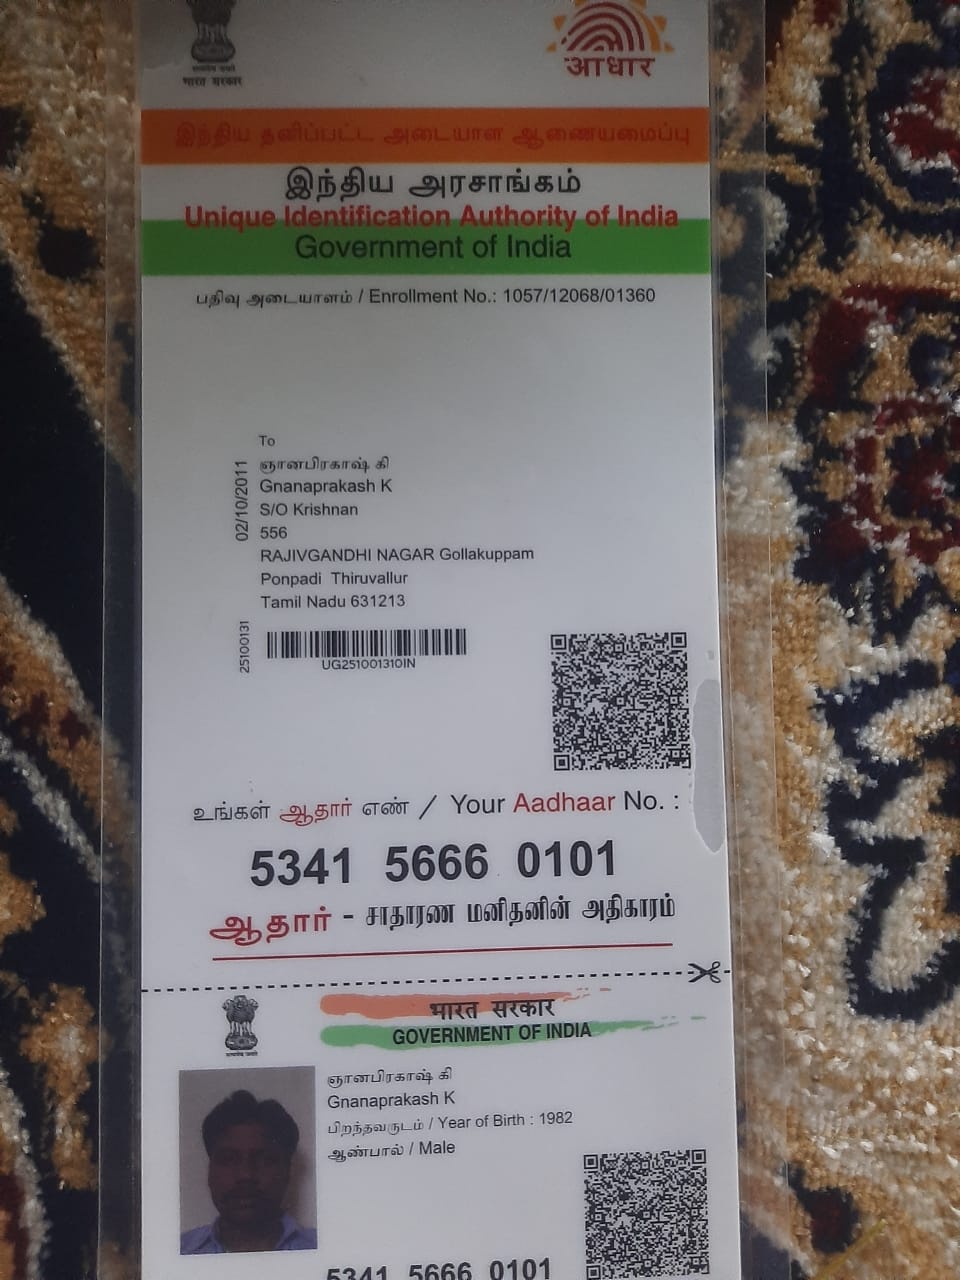 भारत सरकार
आधार
இந்திய தனிப்பட்ட அடையாள ஆணையமைப்பு
இந்திய அரசாங்கம்
Unique Identification Authority of India
Government of India
பதிவு அடையாளம் / Enrollment No.: 1057/12068/01360
To
ஞானபிரகாஷ் கி
Gnanaprakash K
S/O Krishnan
556
RAJIVGANDHI NAGAR Gollakuppam
Ponpadi Thiruvallur
Tamil Nadu 631213
02/10/2011
25100131
UG251001310IN
உங்கள் ஆதார் எண் / Your Aadhaar No. :
5341 5666 0101
ஆதார் - சாதாரண மனிதனின் அதிகாரம்
भारत सरकार
GOVERNMENT OF INDIA
ஞானபிரகாஷ் கி
Gnanaprakash K
பிறந்தவருடம் / Year of Birth : 1982
ஆண்பால் / Male
5341 5666 0101